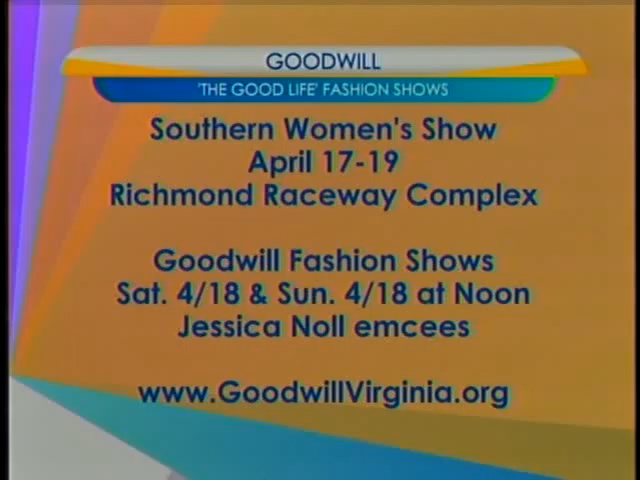 GOODWILL
'THE GOOD LIFE' FASHION SHOWS
Southern Women's Show
April 17-19
Richmond Raceway Complex
Goodwill Fashion Shows
Sat. 4/18 & Sun. 4/18 at Noon
Jessica Noll emcees
www.GoodwillVirginia.org